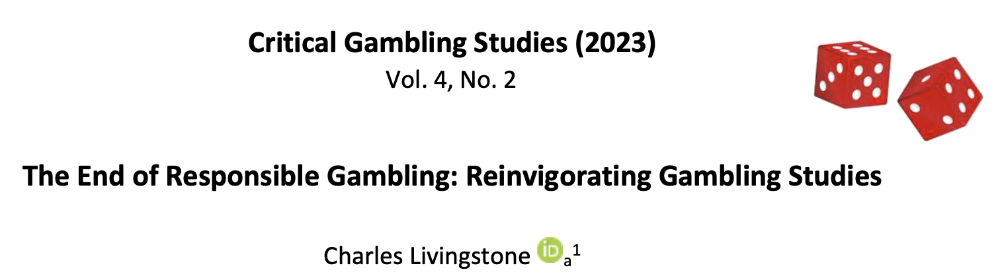 Critical Gambling Studies (2023)
Vol. 4, No. 2
The End of Responsible Gambling: Reinvigorating Gambling Studies
Charles Livingstone iD a1